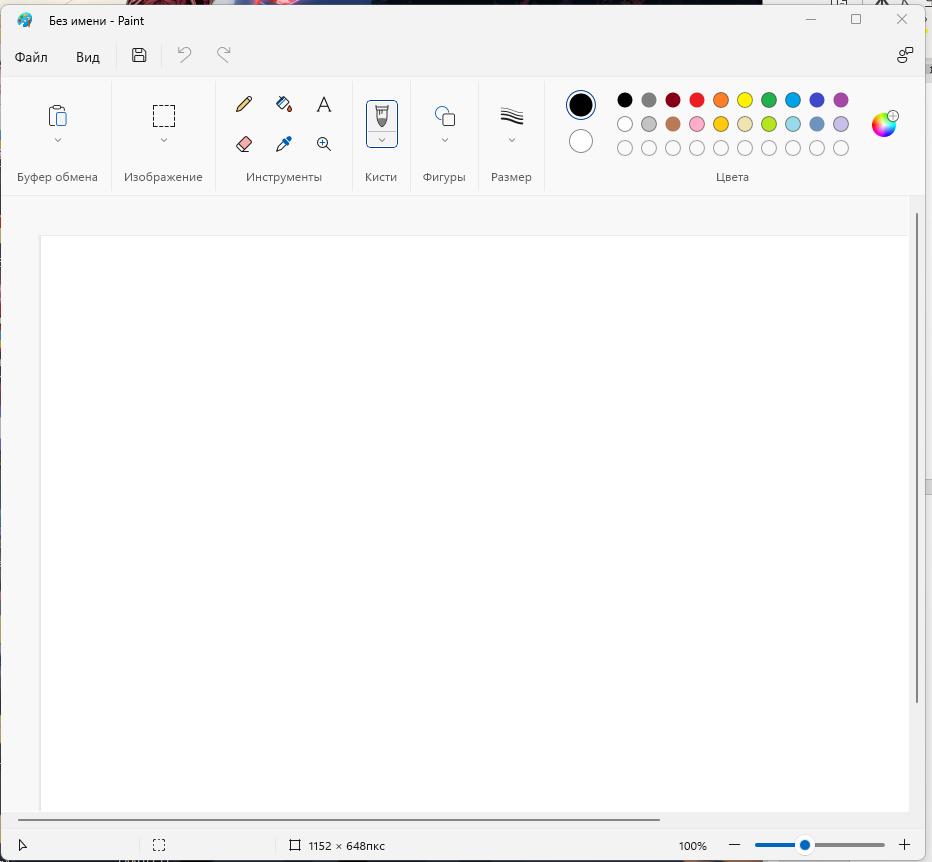 Без имени - Paint
Файл Вид
Буфер обмена Изображение Инструменты Кисти Фигуры Размер Цвета
1152 × 648пкс 100%